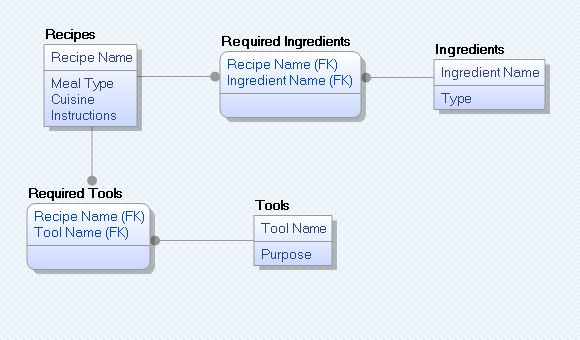 Recipes
Recipe Name
Meal Type
Cuisine
Instructions
Required Ingredients
Recipe Name (FK)
Ingredient Name (FK)
Ingredients
Ingredient Name
Type
Required Tools
Recipe Name (FK)
Tool Name (FK)
Tools
Tool Name
Purpose